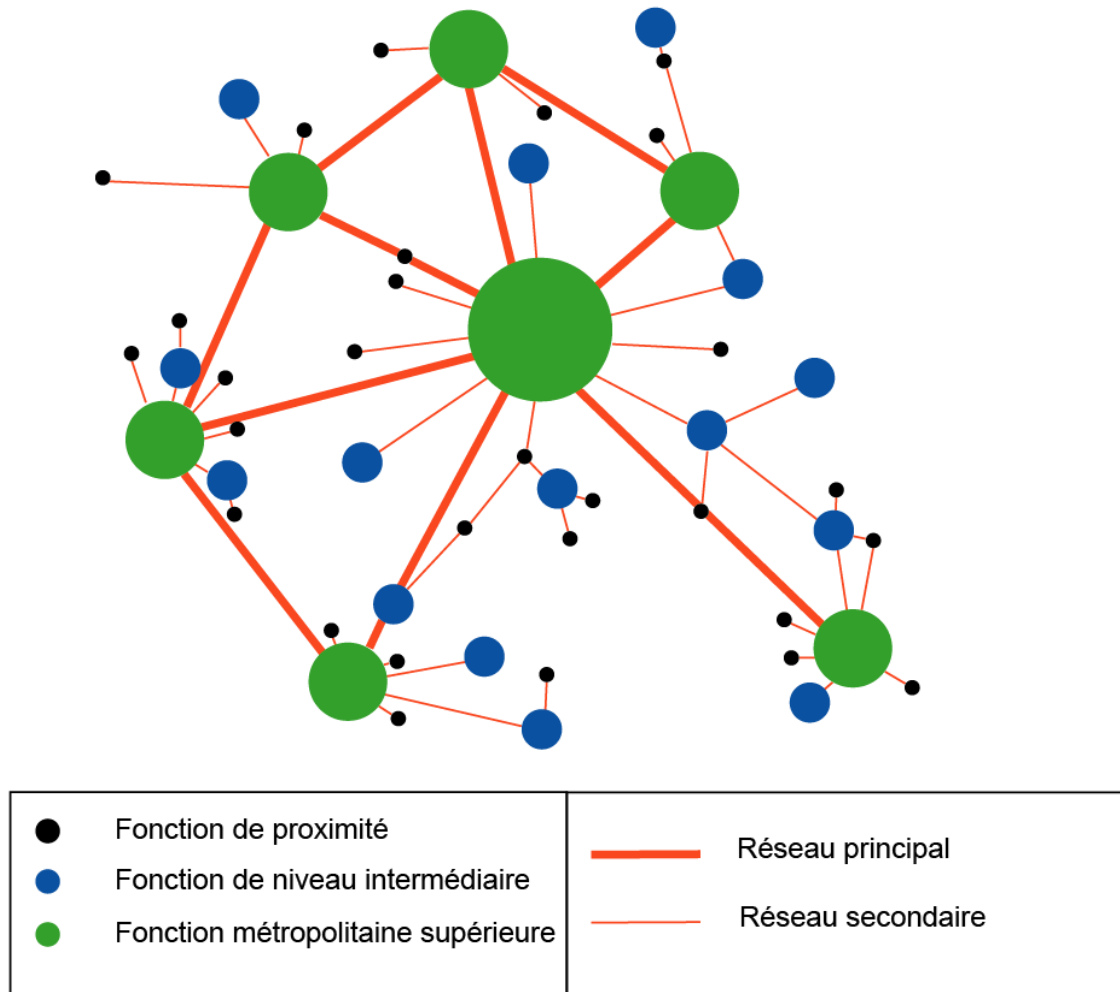 Fonction de proximité
Fonction de niveau intermédiaire
Fonction métropolitaine supérieure
Réseau principal
Réseau secondaire